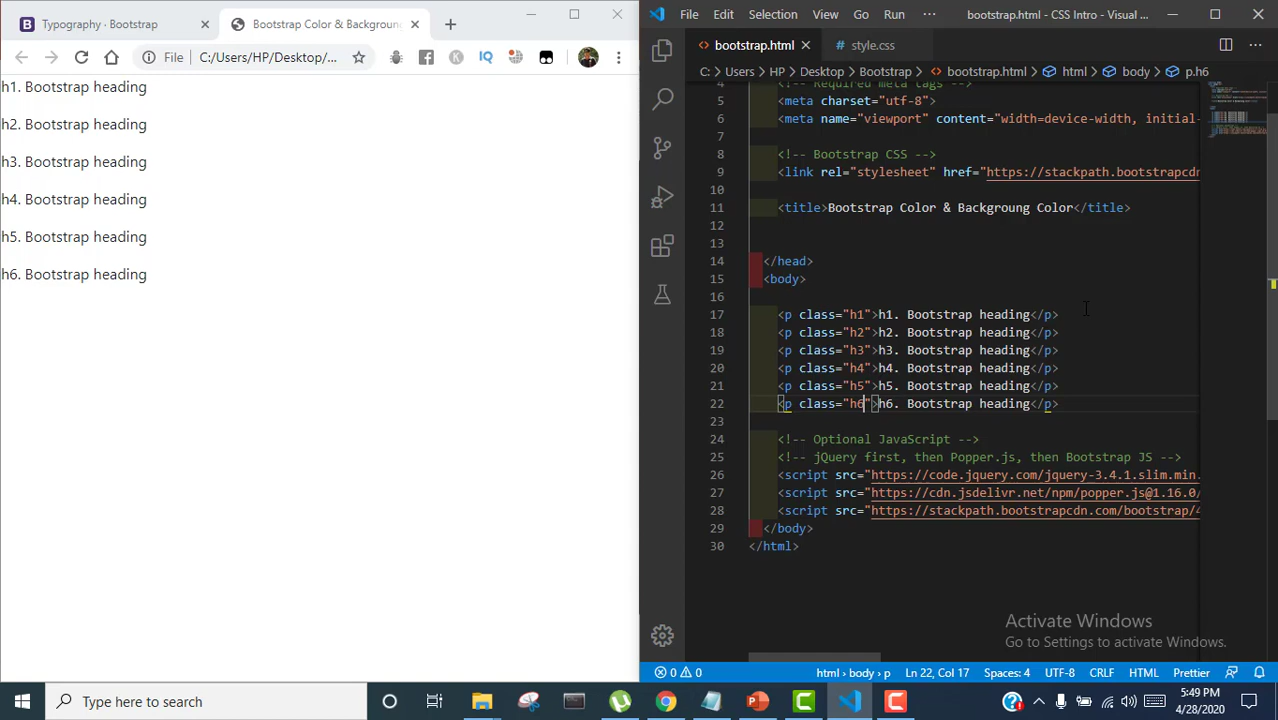 Typography · Bootstrap
Bootstrap Color & Backgroun
File C:/Users/HP/Desktop/...
h1. Bootstrap heading
h2. Bootstrap heading
h3. Bootstrap heading
h4. Bootstrap heading
h5. Bootstrap heading
h6. Bootstrap heading
File Edit Selection View Go Run ··· bootstrap.html - CSS Intro - Visual ...
bootstrap.html style.css
C: > Users > HP > Desktop > Bootstrap > bootstrap.html > html > body > p.h6
4 <!-- Required meta tags -->
5 <meta charset="utf-8">
6 <meta name="viewport" content="width=device-width, initial-
7
8 <!-- Bootstrap CSS -->
9 <link rel="stylesheet" href="https://stackpath.bootstrapcdn
10
11 <title>Bootstrap Color & Backgroung Color</title>
12
13
14 </head>
15 <body>
16
17 <p class="h1">h1. Bootstrap heading</p>
18 <p class="h2">h2. Bootstrap heading</p>
19 <p class="h3">h3. Bootstrap heading</p>
20 <p class="h4">h4. Bootstrap heading</p>
21 <p class="h5">h5. Bootstrap heading</p>
22 <p class="h6">h6. Bootstrap heading</p>
23
24 <!-- Optional JavaScript -->
25 <!-- jQuery first, then Popper.js, then Bootstrap JS -->
26 <script src="https://code.jquery.com/jquery-3.4.1.slim.min.
27 <script src="https://cdn.jsdelivr.net/npm/popper.js@1.16.0/
28 <script src="https://stackpath.bootstrapcdn.com/bootstrap/4
29 </body>
30 </html>
Activate Windows
Go to Settings to activate Windows.
0 0 html > body > p Ln 22, Col 17 Spaces: 4 UTF-8 CRLF HTML Prettier
Type here to search
5:49 PM
4/28/2020